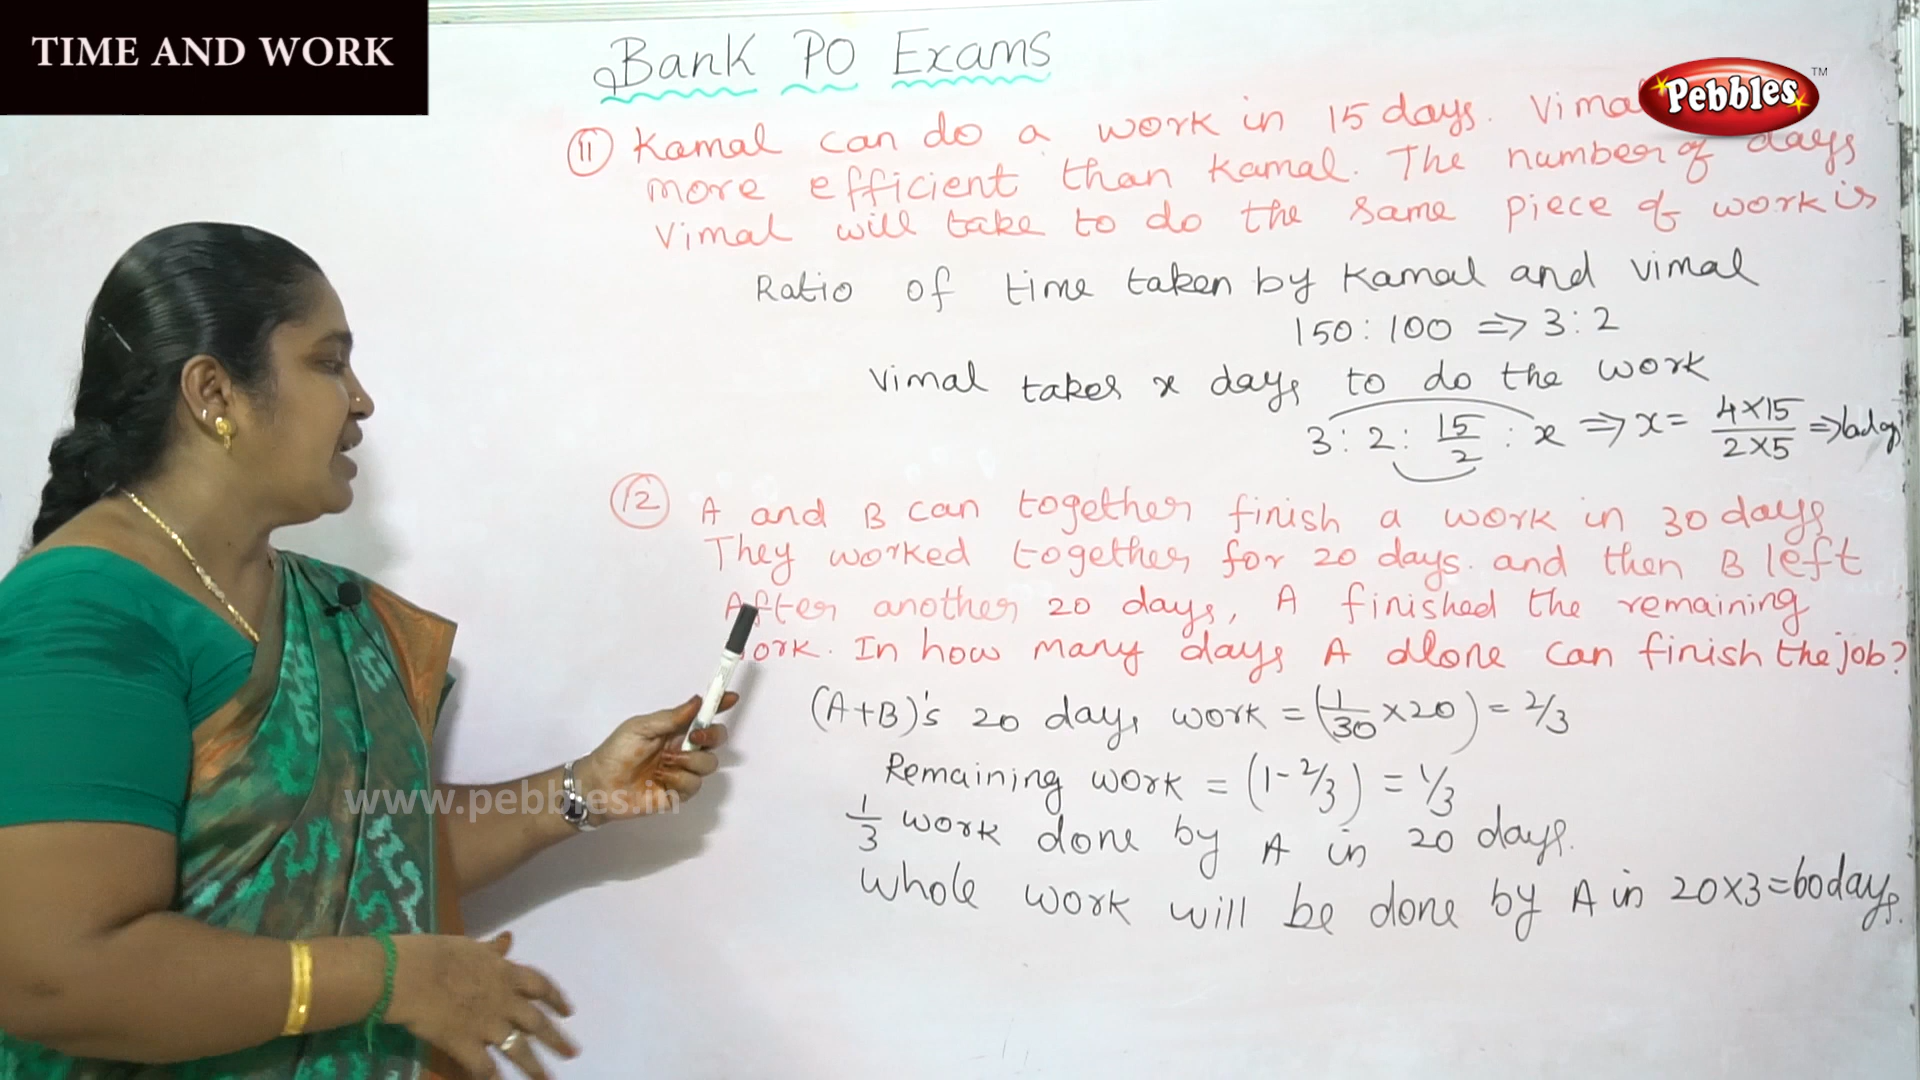 TIME AND WORK
Bank PO Exams
Pebbles TM
11 Kamal can do a work in 15 days. Vimal
more efficient than Kamal. The number of days
Vimal will take to do the same piece of work is
Ratio of time taken by Kamal and Vimal
150 : 100 => 3 : 2
Vimal takes x days to do the work
3 : 2 : 15/2 : x => x = 4×15/2×5 =>
12 A and B can together finish a work in 30 days
They worked together for 20 days. and then B left
After another 20 days, A finished the remaining
work. In how many days A alone can finish the job?
(A+B)'s 20 days work = (1/30 × 20) = 2/3
Remaining work = (1 - 2/3) = 1/3
1/3 work done by A in 20 days.
Whole work will be done by A in 20×3=60days.
www.pebbles.in